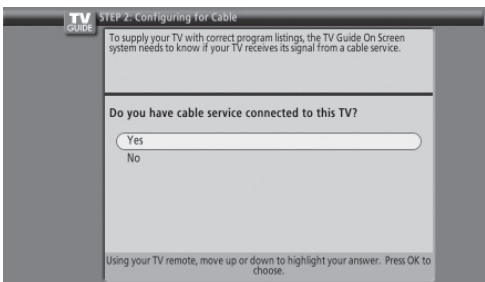 TV
GUIDE
STEP 2: Configuring for Cable
To supply your TV with correct program listings, the TV Guide On Screen
system needs to know if your TV receives its signal from a cable service.
Do you have cable service connected to this TV?
Yes
No
Using your TV remote, move up or down to highlight your answer. Press OK to
choose.